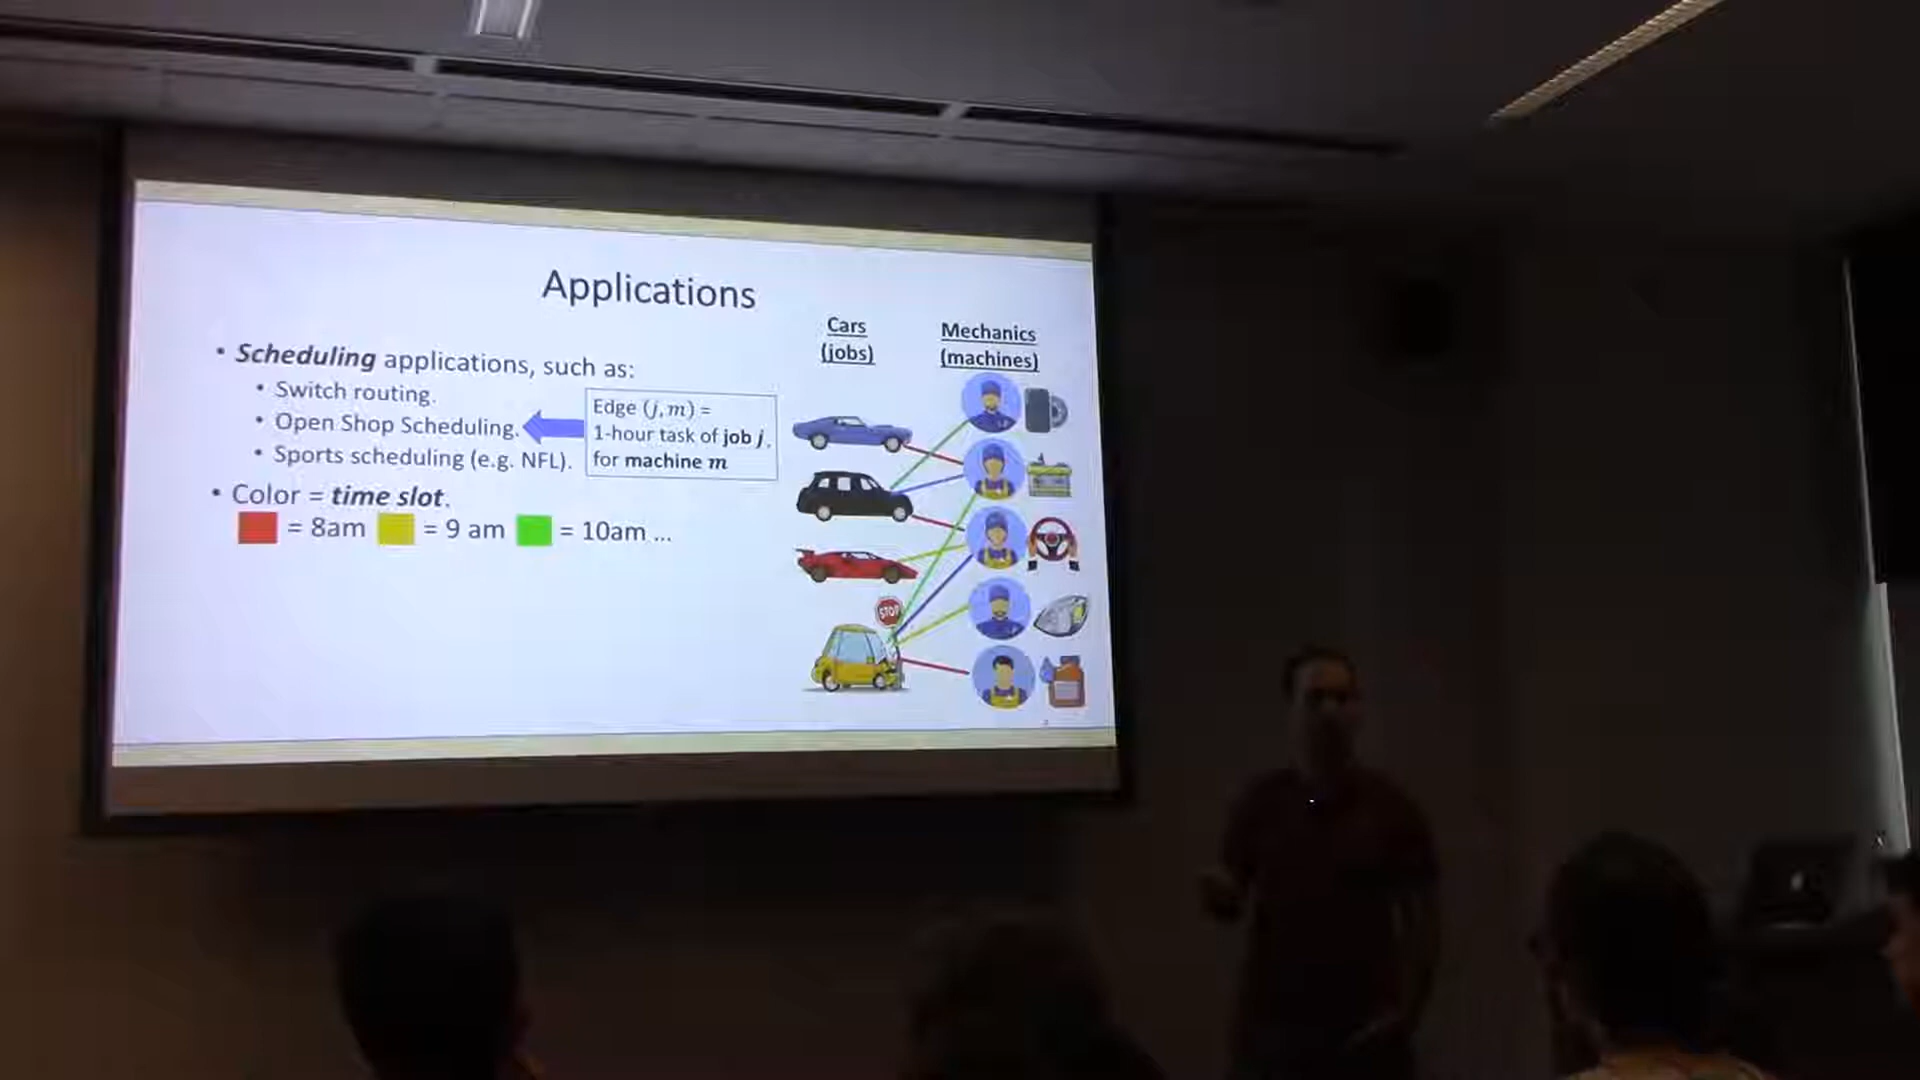 Applications
• Scheduling applications, such as:
• Switch routing.
• Open Shop Scheduling.
• Sports scheduling (e.g. NFL).
• Color = time slot.
= 8am = 9 am = 10am ...
Edge (j, m) =
1-hour task of job j,
for machine m
Cars
(jobs)
Mechanics
(machines)
STOP